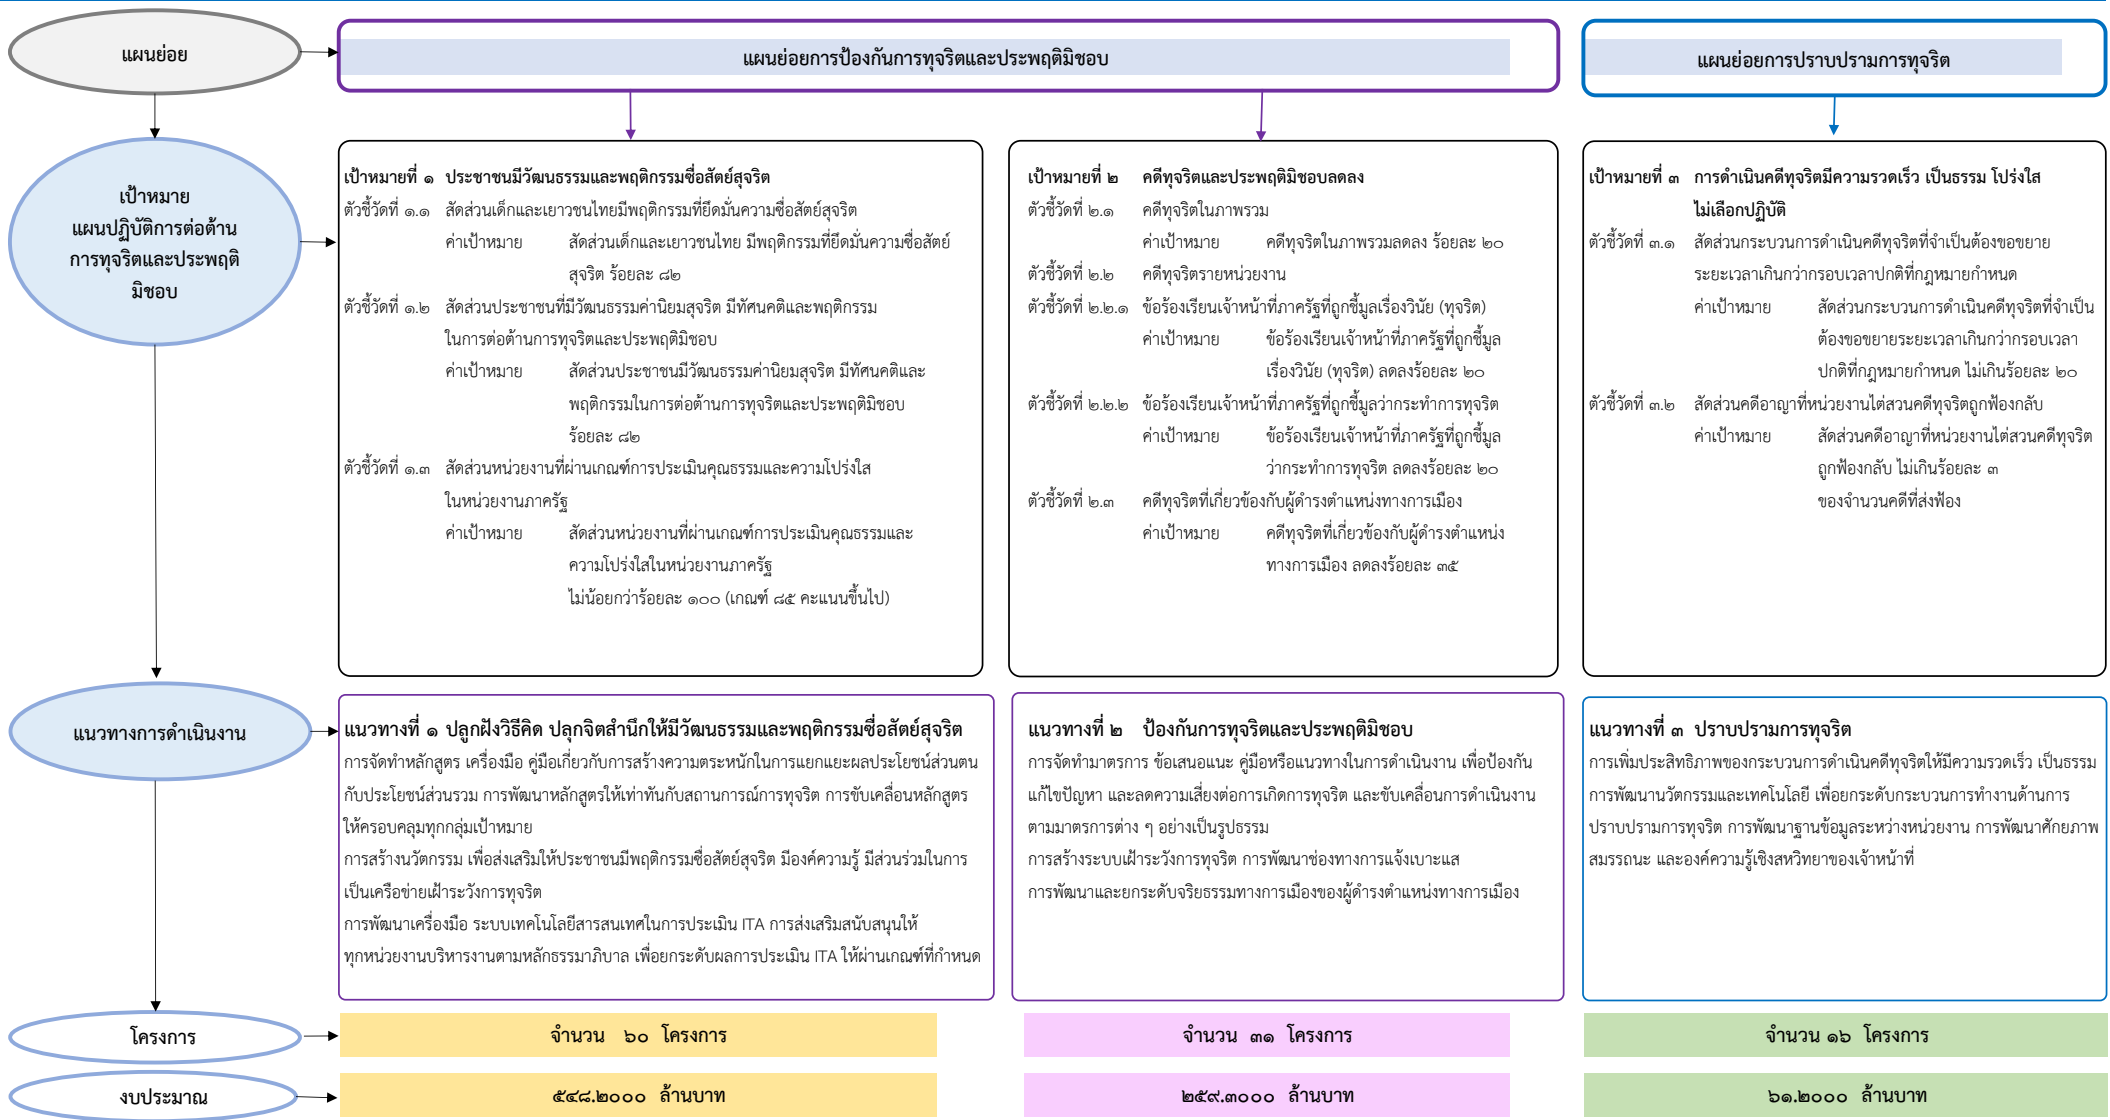 แผนย่อย
แผนย่อยการป้องกันการทุจริตและประพฤติมิชอบ
แผนย่อยการปราบปรามการทุจริต
เป้าหมาย
แผนปฏิบัติการต่อต้าน
การทุจริตและประพฤติ
มิชอบ
เป้าหมายที่ ๑ ประชาชนมีวัฒนธรรมและพฤติกรรมซื่อสัตย์สุจริต
ตัวชี้วัดที่ ๑.๑ สัดส่วนเด็กและเยาวชนไทยมีพฤติกรรมที่ยึดมั่นความซื่อสัตย์สุจริต
ค่าเป้าหมาย สัดส่วนเด็กและเยาวชนไทย มีพฤติกรรมที่ยึดมั่นความซื่อสัตย์
สุจริต ร้อยละ ๘๒
ตัวชี้วัดที่ ๑.๒ สัดส่วนประชาชนที่มีวัฒนธรรมค่านิยมสุจริต มีทัศนคติและพฤติกรรม
ในการต่อต้านการทุจริตและประพฤติมิชอบ
ค่าเป้าหมาย สัดส่วนประชาชนมีวัฒนธรรมค่านิยมสุจริต มีทัศนคติและ
พฤติกรรมในการต่อต้านการทุจริตและประพฤติมิชอบ
ร้อยละ ๘๒
ตัวชี้วัดที่ ๑.๓ สัดส่วนหน่วยงานที่ผ่านเกณฑ์การประเมินคุณธรรมและความโปร่งใส
ในหน่วยงานภาครัฐ
ค่าเป้าหมาย สัดส่วนหน่วยงานที่ผ่านเกณฑ์การประเมินคุณธรรมและ
ความโปร่งใสในหน่วยงานภาครัฐ
ไม่น้อยกว่าร้อยละ ๑๐๐ (เกณฑ์ ๘๕ คะแนนขึ้นไป)
เป้าหมายที่ ๒ คดีทุจริตและประพฤติมิชอบลดลง
ตัวชี้วัดที่ ๒.๑ คดีทุจริตในภาพรวม
ค่าเป้าหมาย คดีทุจริตในภาพรวมลดลง ร้อยละ ๒๐
ตัวชี้วัดที่ ๒.๒ คดีทุจริตรายหน่วยงาน
ตัวชี้วัดที่ ๒.๒.๑ ข้อร้องเรียนเจ้าหน้าที่ภาครัฐที่ถูกชี้มูลเรื่องวินัย (ทุจริต)
ค่าเป้าหมาย ข้อร้องเรียนเจ้าหน้าที่ภาครัฐที่ถูกชี้มูล
เรื่องวินัย (ทุจริต) ลดลงร้อยละ ๒๐
ตัวชี้วัดที่ ๒.๒.๒ ข้อร้องเรียนเจ้าหน้าที่ภาครัฐที่ถูกชี้มูลว่ากระทำการทุจริต
ค่าเป้าหมาย ข้อร้องเรียนเจ้าหน้าที่ภาครัฐที่ถูกชี้มูล
ว่ากระทำการทุจริต ลดลงร้อยละ ๒๐
ตัวชี้วัดที่ ๒.๓ คดีทุจริตที่เกี่ยวข้องกับผู้ดำรงตำแหน่งทางการเมือง
ค่าเป้าหมาย คดีทุจริตที่เกี่ยวข้องกับผู้ดำรงตำแหน่ง
ทางการเมือง ลดลงร้อยละ ๓๕
เป้าหมายที่ ๓ การดำเนินคดีทุจริตมีความรวดเร็ว เป็นธรรม โปร่งใส
ไม่เลือกปฏิบัติ
ตัวชี้วัดที่ ๓.๑ สัดส่วนกระบวนการดำเนินคดีทุจริตที่จำเป็นต้องขอขยาย
ระยะเวลาเกินกว่ากรอบเวลาปกติที่กฎหมายกำหนด
ค่าเป้าหมาย สัดส่วนกระบวนการดำเนินคดีทุจริตที่จำเป็น
ต้องขอขยายระยะเวลาเกินกว่ากรอบเวลา
ปกติที่กฎหมายกำหนด ไม่เกินร้อยละ ๒๐
ตัวชี้วัดที่ ๓.๒ สัดส่วนคดีอาญาที่หน่วยงานไต่สวนคดีทุจริตถูกฟ้องกลับ
ค่าเป้าหมาย สัดส่วนคดีอาญาที่หน่วยงานไต่สวนคดีทุจริต
ถูกฟ้องกลับ ไม่เกินร้อยละ ๓
ของจำนวนคดีที่ส่งฟ้อง
แนวทางการดำเนินงาน
แนวทางที่ ๑ ปลูกฝังวิธีคิด ปลุกจิตสำนึกให้มีวัฒนธรรมและพฤติกรรมซื่อสัตย์สุจริต
การจัดทำหลักสูตร เครื่องมือ คู่มือเกี่ยวกับการสร้างความตระหนักในการแยกแยะผลประโยชน์ส่วนตน
กับประโยชน์ส่วนรวม การพัฒนาหลักสูตรให้เท่าทันกับสถานการณ์การทุจริต การขับเคลื่อนหลักสูตร
ให้ครอบคลุมทุกกลุ่มเป้าหมาย
การสร้างนวัตกรรม เพื่อส่งเสริมให้ประชาชนมีพฤติกรรมซื่อสัตย์สุจริต มีองค์ความรู้ มีส่วนร่วมในการ
เป็นเครือข่ายเฝ้าระวังการทุจริต
การพัฒนาเครื่องมือ ระบบเทคโนโลยีสารสนเทศในการประเมิน ITA การส่งเสริมสนับสนุนให้
ทุกหน่วยงานบริหารงานตามหลักธรรมาภิบาล เพื่อยกระดับผลการประเมิน ITA ให้ผ่านเกณฑ์ที่กำหนด
แนวทางที่ ๒ ป้องกันการทุจริตและประพฤติมิชอบ
การจัดทำมาตรการ ข้อเสนอแนะ คู่มือหรือแนวทางในการดำเนินงาน เพื่อป้องกัน
แก้ไขปัญหา และลดความเสี่ยงต่อการเกิดการทุจริต และขับเคลื่อนการดำเนินงาน
ตามมาตรการต่าง ๆ อย่างเป็นรูปธรรม
การสร้างระบบเฝ้าระวังการทุจริต การพัฒนาช่องทางการแจ้งเบาะแส
การพัฒนาและยกระดับจริยธรรมทางการเมืองของผู้ดำรงตำแหน่งทางการเมือง
แนวทางที่ ๓ ปราบปรามการทุจริต
การเพิ่มประสิทธิภาพของกระบวนการดำเนินคดีทุจริตให้มีความรวดเร็ว เป็นธรรม
การพัฒนานวัตกรรมและเทคโนโลยี เพื่อยกระดับกระบวนการทำงานด้านการ
ปราบปรามการทุจริต การพัฒนาฐานข้อมูลระหว่างหน่วยงาน การพัฒนาศักยภาพ
สมรรถนะ และองค์ความรู้เชิงสหวิทยาของเจ้าหน้าที่
โครงการ
จำนวน ๖๐ โครงการ
จำนวน ๓๑ โครงการ
จำนวน ๑๖ โครงการ
งบประมาณ
๕๔๘.๒๐๐๐ ล้านบาท
๒๕๙.๓๐๐๐ ล้านบาท
๖๑.๒๐๐๐ ล้านบาท